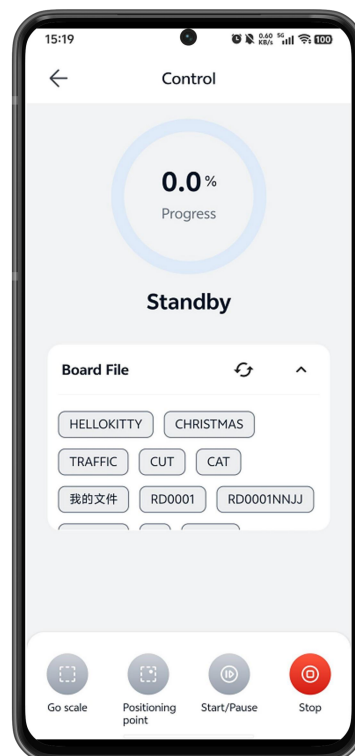 15:19 0.60 KB/s 5G 100
Control
0.0%
Progress
Standby
Board File
HELLOKITTY CHRISTMAS
TRAFFIC CUT CAT
我的文件 RD0001 RD0001NNJJ
Go scale Positioning point Start/Pause Stop